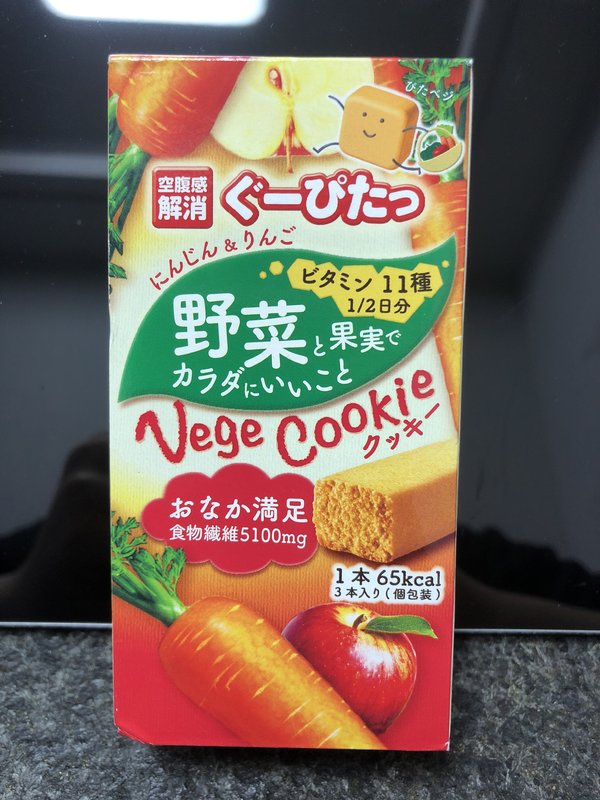 ぴたベジ
空腹感
解消
ぐーぴたっ
にんじん&りんご
ビタミン 11種
1/2日分
野菜と果実で
カラダにいいこと
Vege Cookie
クッキー
おなか満足
食物繊維5100mg
1本 65kcal
3本入り(個包装)